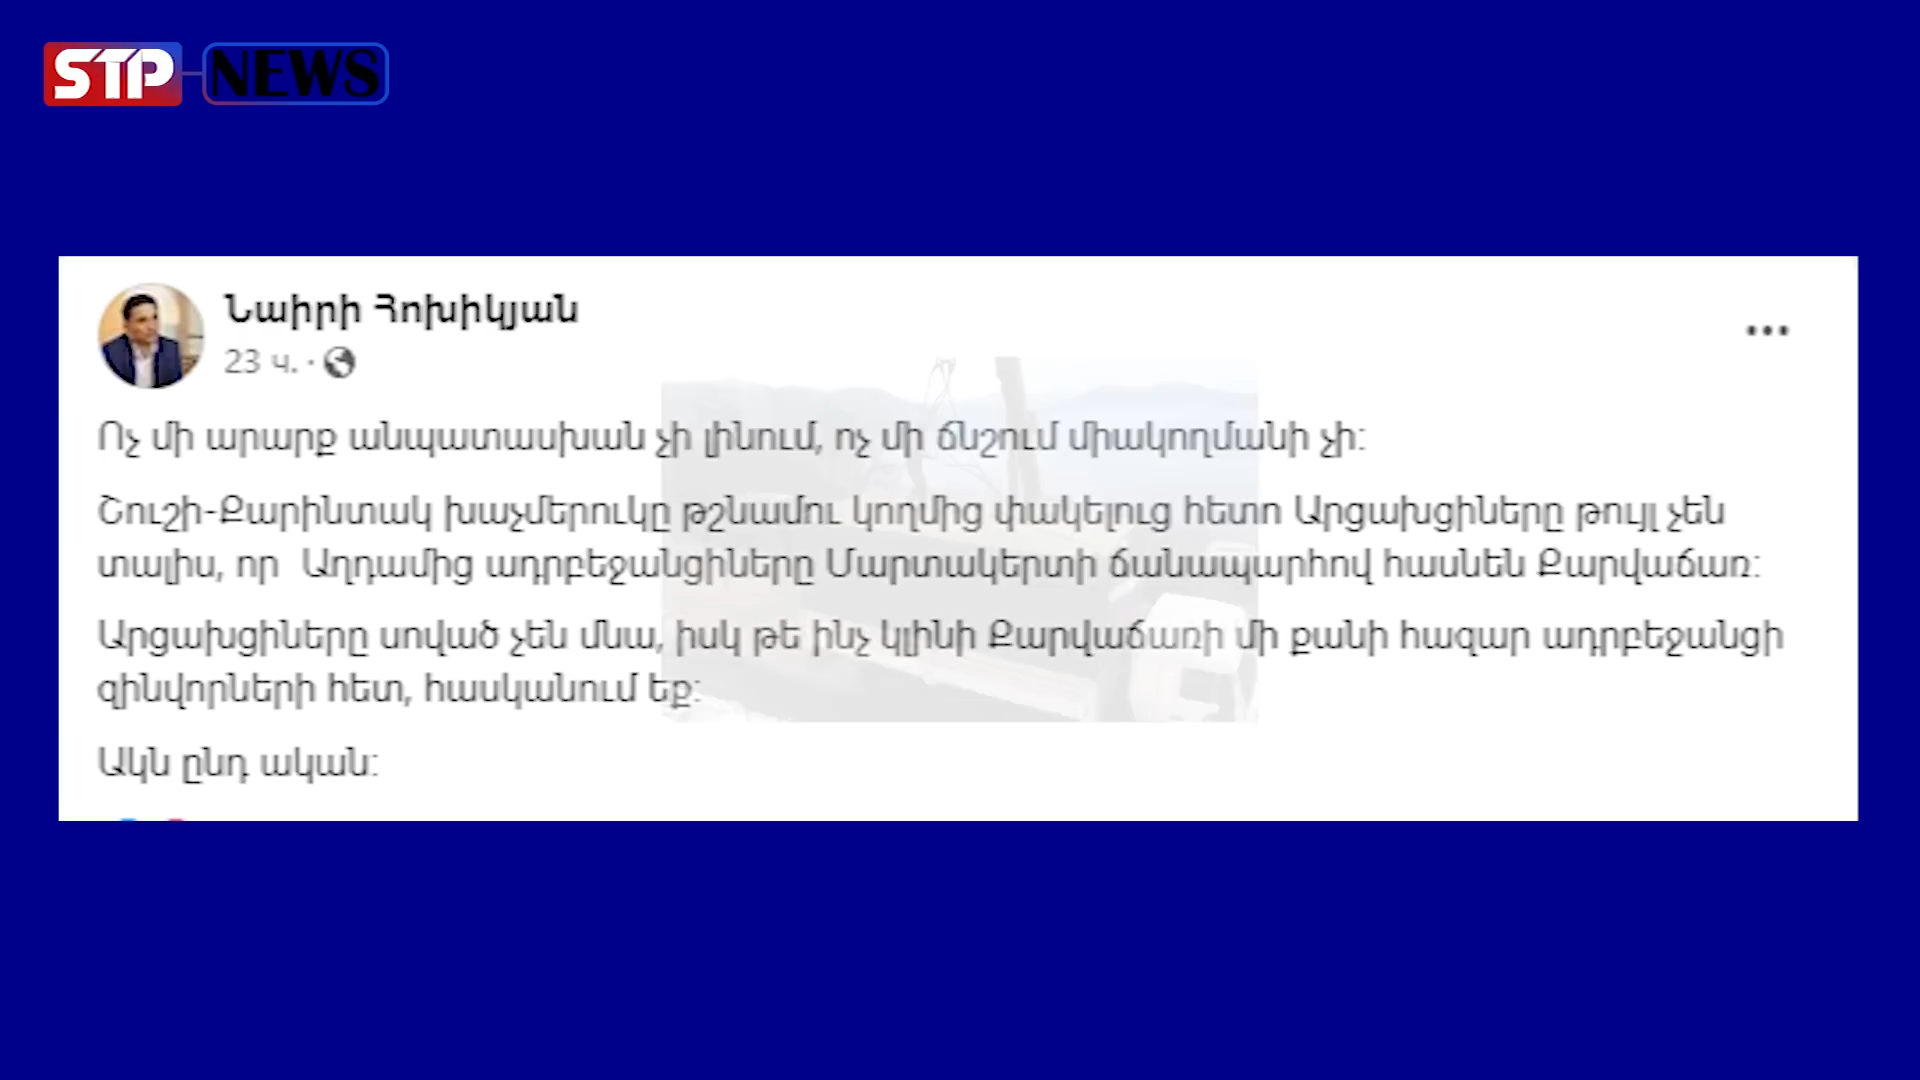 STP NEWS
Նաիրի Հոխիկյան
23 ч. ·
Ոչ մի արարք անպատասխան չի լինում, ոչ մի ճնշում միակողմանի չի:
Շուշի-Քարինտակ խաչմերուկը թշնամու կողմից փակելուց հետո Արցախցիները թույլ չեն
տալիս, որ Աղդամից ադրբեջանցիները Մարտակերտի ճանապարհով հասնեն Քարվաճառ:
Արցախցիները սոված չեն մնա, իսկ թե ինչ կլինի Քարվաճառի մի քանի հազար ադրբեջանցի
զինվորների հետ, հասկանում եք:
Ակն ընդ ական: